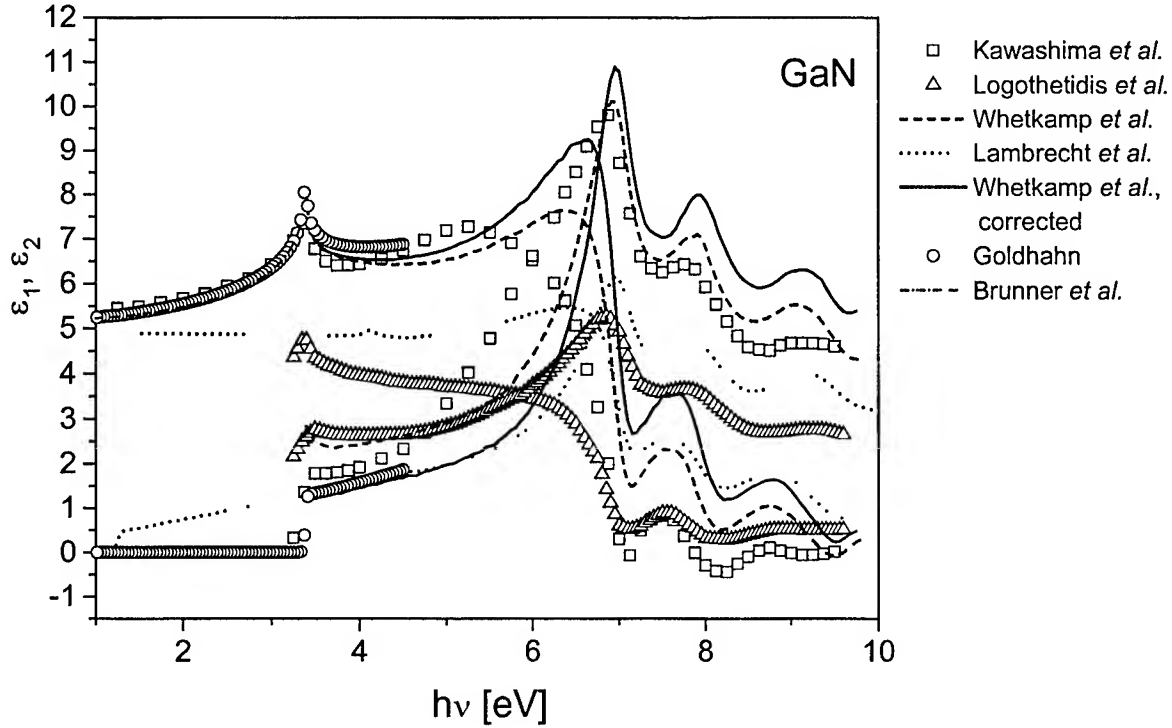 12
11
10
9
8
7
6
5
4
3
2
1
0
-1
ε1, ε2
GaN
2
4
6
8
10
hν [eV]
Kawashima et al.
Logothetidis et al.
Whetkamp et al.
Lambrecht et al.
Whetkamp et al.,
corrected
Goldhahn
Brunner et al.